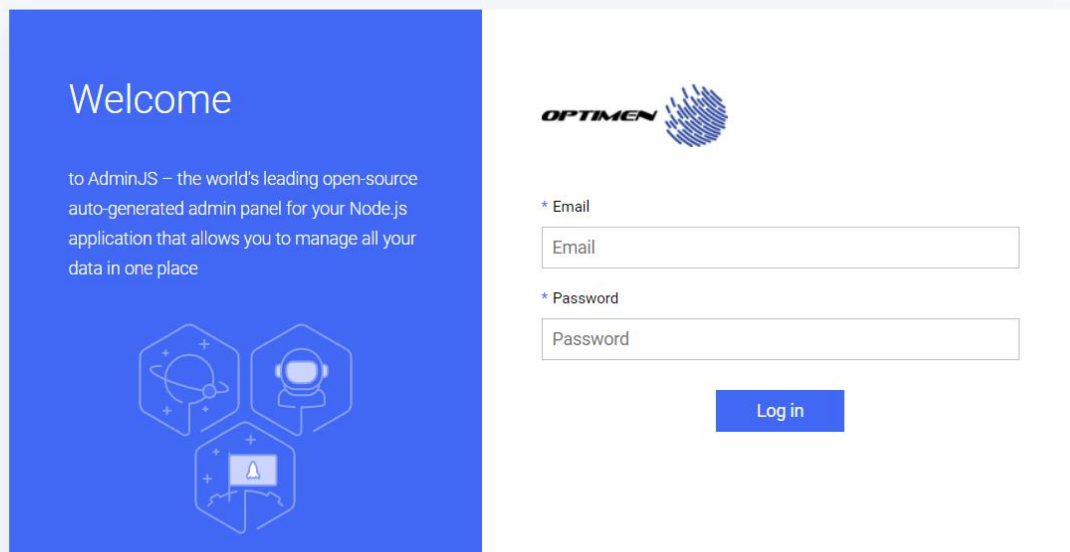 Welcome
to AdminJS – the world's leading open-source
auto-generated admin panel for your Node.js
application that allows you to manage all your
data in one place
OPTIMEN
* Email
Email
* Password
Password
Log in